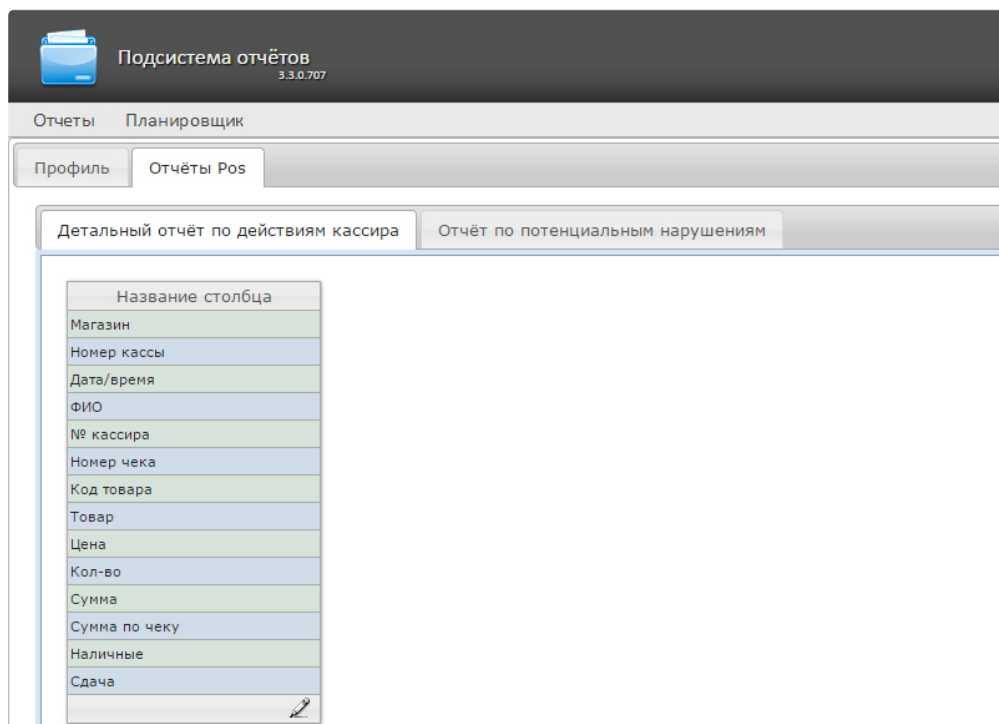 Подсистема отчётов
3.3.0.707
Отчеты Планировщик
Профиль Отчёты Pos
Детальный отчёт по действиям кассира Отчёт по потенциальным нарушениям
Название столбца
Магазин
Номер кассы
Дата/время
ФИО
№ кассира
Номер чека
Код товара
Товар
Цена
Кол-во
Сумма
Сумма по чеку
Наличные
Сдача